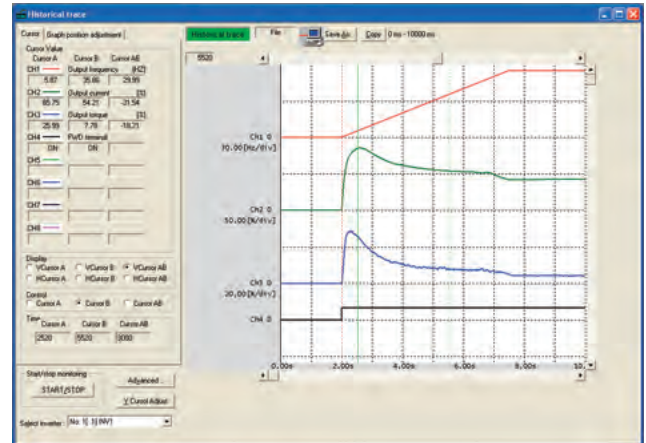 Historical trace
Cursor Graph position adjustment
Historical trace File Save As Copy 0 ms - 10000 ms
Cursor Value
Cursor A Cursor B Cursor AB
CH1 Output frequency [HZ]
5.87 35.86 29.99
CH2 Output current [%]
85.75 54.21 -31.54
CH3 Output torque [%]
25.99 7.78 -18.21
CH4 FWD terminal
ON ON
CH5
CH6
CH7
CH8
Display
VCursor A VCursor B VCursor AB
HCursor A HCursor B HCursor AB
Control
Cursor A Cursor B Cursor AB
Time
Cursor A Cursor B Cursor AB
2520 5520 3000
Start/stop monitoring
START/STOP
Advanced
Y Cursol Adjust
Select inverter :
5520
Ch1 0
[Hz/div]
Ch2 0
50.00[%/div]
Ch3 0
20.00[%/div]
Ch4 0
0.00s 2.00s 4.00s 6.00s 8.00s 10.00s